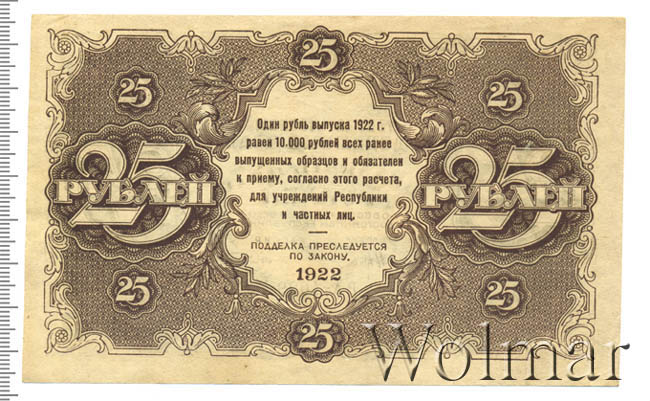 25
25
25
25
РУБЛЕЙ
Один рубль выпуска 1922 г.
равен 10.000 рублей всех ранее
выпущенных образцов и обязателен
к приему, согласно этого расчета,
для учреждений Республики
и частных лиц.
ПОДДЕЛКА ПРЕСЛЕДУЕТСЯ
ПО ЗАКОНУ.
1922
25
РУБЛЕЙ
25
25
25
Wolmar